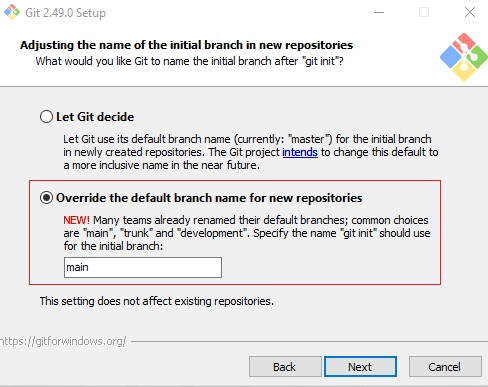 Git 2.49.0 Setup
Adjusting the name of the initial branch in new repositories
What would you like Git to name the initial branch after "git init"?
Let Git decide
Let Git use its default branch name (currently: "master") for the initial branch
in newly created repositories. The Git project intends to change this default to
a more inclusive name in the near future.
Override the default branch name for new repositories
NEW! Many teams already renamed their default branches; common choices
are "main", "trunk" and "development". Specify the name "git init" should use
for the initial branch:
main
This setting does not affect existing repositories.
https://gitforwindows.org/
Back Next Cancel